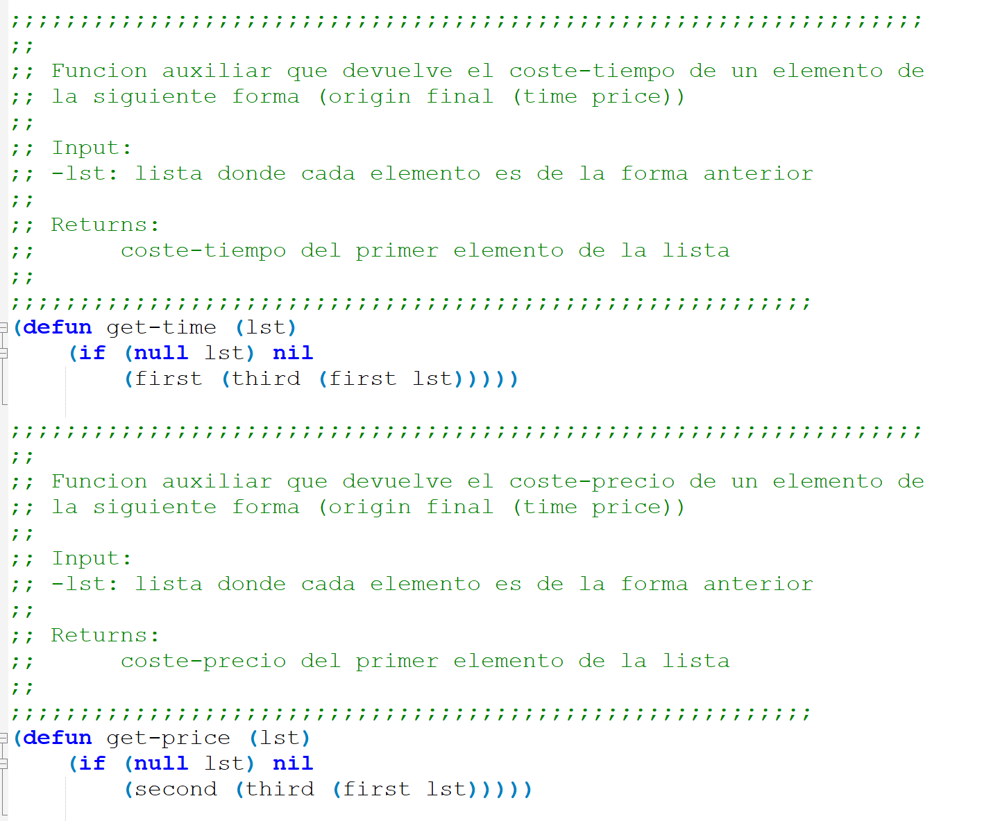 ;;;;;;;;;;;;;;;;;;;;;;;;;;;;;;;;;;;;;;;;;;;;;;;;;;;;;;;;;;;;;;;;;;
;;
;; Funcion auxiliar que devuelve el coste-tiempo de un elemento de
;; la siguiente forma (origin final (time price))
;;
;; Input:
;; -lst: lista donde cada elemento es de la forma anterior
;;
;; Returns:
;;      coste-tiempo del primer elemento de la lista
;;
;;;;;;;;;;;;;;;;;;;;;;;;;;;;;;;;;;;;;;;;;;;;;;;;;;;;;;;;;;
(defun get-time (lst)
    (if (null lst) nil
        (first (third (first lst)))))
;;;;;;;;;;;;;;;;;;;;;;;;;;;;;;;;;;;;;;;;;;;;;;;;;;;;;;;;;;;;;;;;;;
;;
;; Funcion auxiliar que devuelve el coste-precio de un elemento de
;; la siguiente forma (origin final (time price))
;;
;; Input:
;; -lst: lista donde cada elemento es de la forma anterior
;;
;; Returns:
;;      coste-precio del primer elemento de la lista
;;
;;;;;;;;;;;;;;;;;;;;;;;;;;;;;;;;;;;;;;;;;;;;;;;;;;;;;;;;;;
(defun get-price (lst)
    (if (null lst) nil
        (second (third (first lst)))))